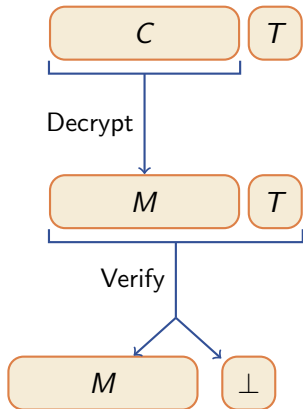 C T
Decrypt
M T
Verify
M ⊥